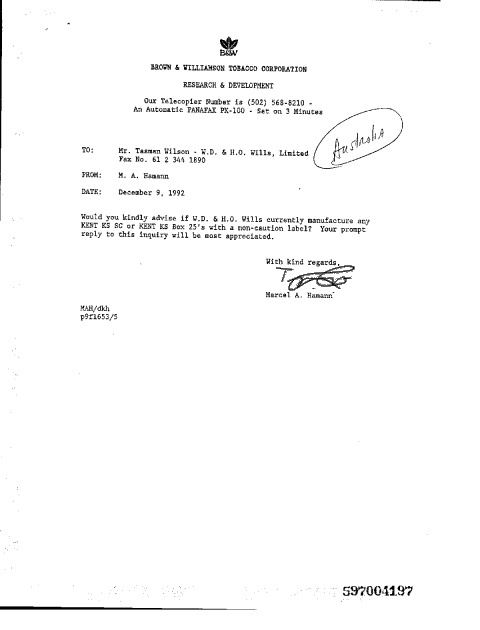 B&W
BROWN & WILLIAMSON TOBACCO CORPORATION
RESEARCH & DEVELOPMENT
Our Telecopier Number is (502) 568-8210 -
An Automatic PANAFAX PX-100 - Set on 3 Minutes
Australia
TO: Mr. Tasman Wilson - W.D. & H.O. Wills, Limited
Fax No. 61 2 344 1890
FROM: M. A. Hamann
DATE: December 9, 1992
Would you kindly advise if W.D. & H.O. Wills currently manufacture any
KENT KS SC or KENT KS Box 25's with a non-caution label? Your prompt
reply to this inquiry will be most appreciated.
With kind regards,
Marcel A. Hamann
MAH/dkh
p9f1653/5
597004197